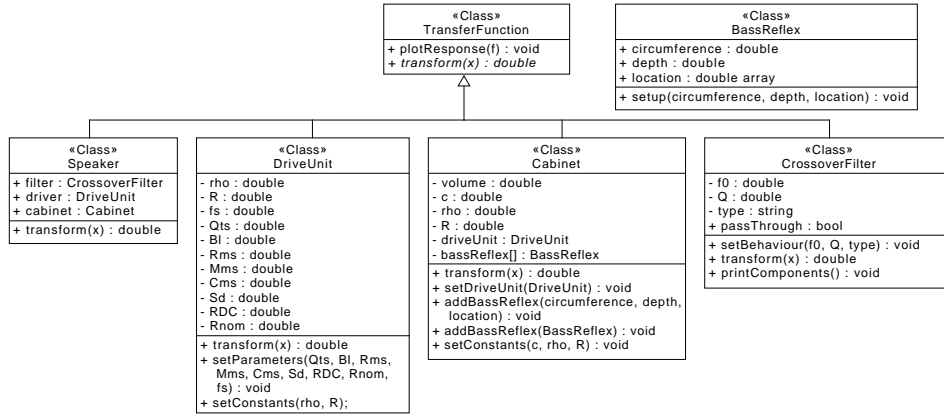 «Class»
TransferFunction
+ plotResponse(f) : void
+ transform(x) : double
«Class»
BassReflex
+ circumference : double
+ depth : double
+ location : double array
+ setup(circumference, depth, location) : void
«Class»
Speaker
+ filter : CrossoverFilter
+ driver : DriveUnit
+ cabinet : Cabinet
+ transform(x) : double
«Class»
DriveUnit
- rho : double
- R : double
- fs : double
- Qts : double
- Bl : double
- Rms : double
- Mms : double
- Cms : double
- Sd : double
- RDC : double
- Rnom : double
+ transform(x) : double
+ setParameters(Qts, Bl, Rms,
Mms, Cms, Sd, RDC, Rnom,
fs) : void
+ setConstants(rho, R);
«Class»
Cabinet
- volume : double
- c : double
- rho : double
- R : double
- driveUnit : DriveUnit
- bassReflex[] : BassReflex
+ transform(x) : double
+ setDriveUnit(DriveUnit) : void
+ addBassReflex(circumference, depth,
location) : void
+ addBassReflex(BassReflex) : void
+ setConstants(c, rho, R) : void
«Class»
CrossoverFilter
- f0 : double
- Q : double
- type : string
+ passThrough : bool
+ setBehaviour(f0, Q, type) : void
+ transform(x) : double
+ printComponents() : void